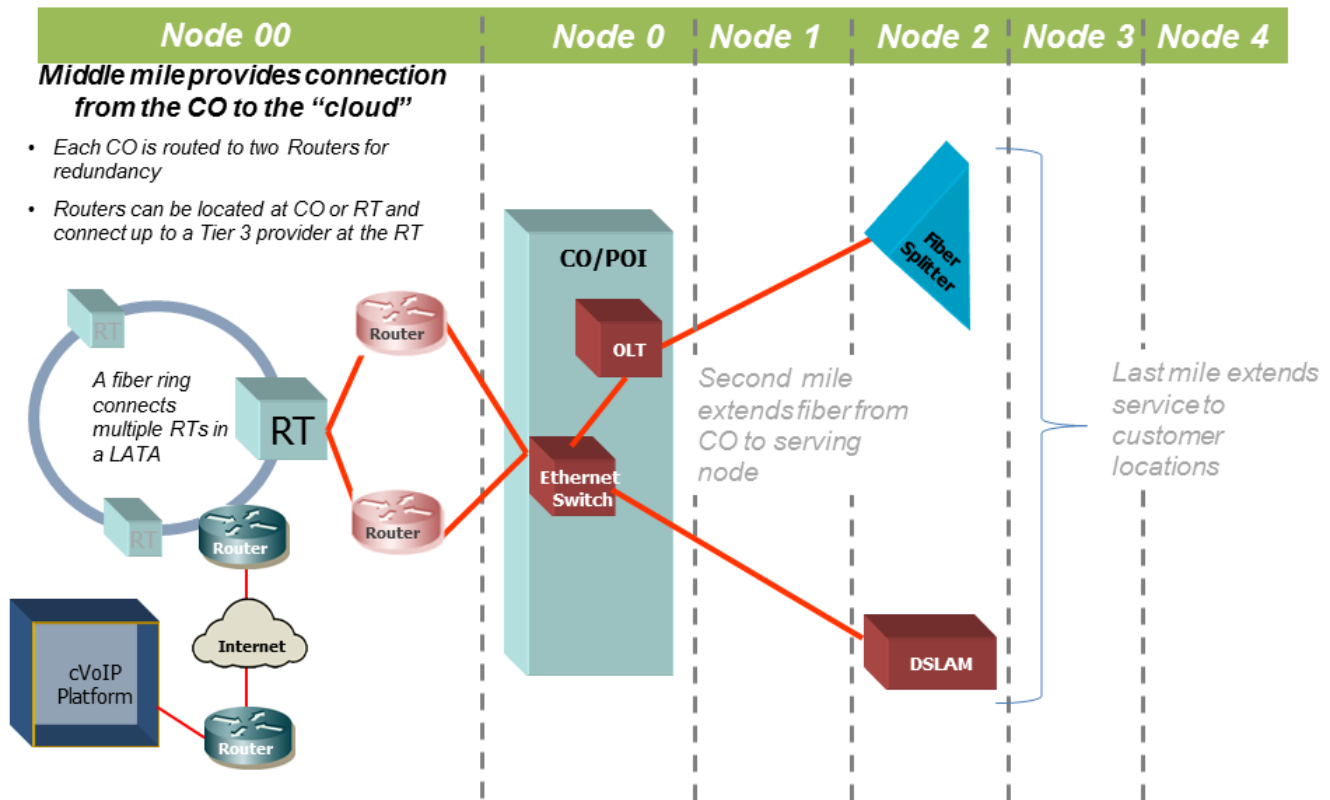 Node 00
Node 0
Node 1
Node 2
Node 3
Node 4
Middle mile provides connection
from the CO to the “cloud”
• Each CO is routed to two Routers for
redundancy
• Routers can be located at CO or RT and
connect up to a Tier 3 provider at the RT
RT
A fiber ring
connects
multiple RTs in
a LATA
RT
RT
Router
Router
Router
Internet
cVoIP
Platform
Router
CO/POI
OLT
Ethernet
Switch
Second mile
extends fiber from
CO to serving
node
Fiber
Splitter
DSLAM
Last mile extends
service to
customer
locations